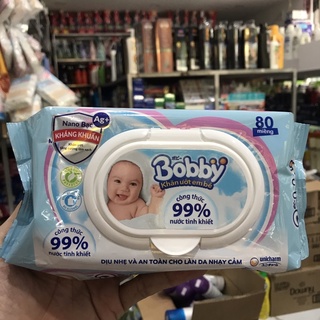 Nano Bạc
Ag+
KHÁNG KHUẨN
80
miếng
Bobby
Khăn ướt em bé
công thức
99%
nước tinh khiết
công thức
99%
nước tinh khiết
DỊU NHẸ VÀ AN TOÀN CHO LÀN DA NHẠY CẢM
unicharm
Downy